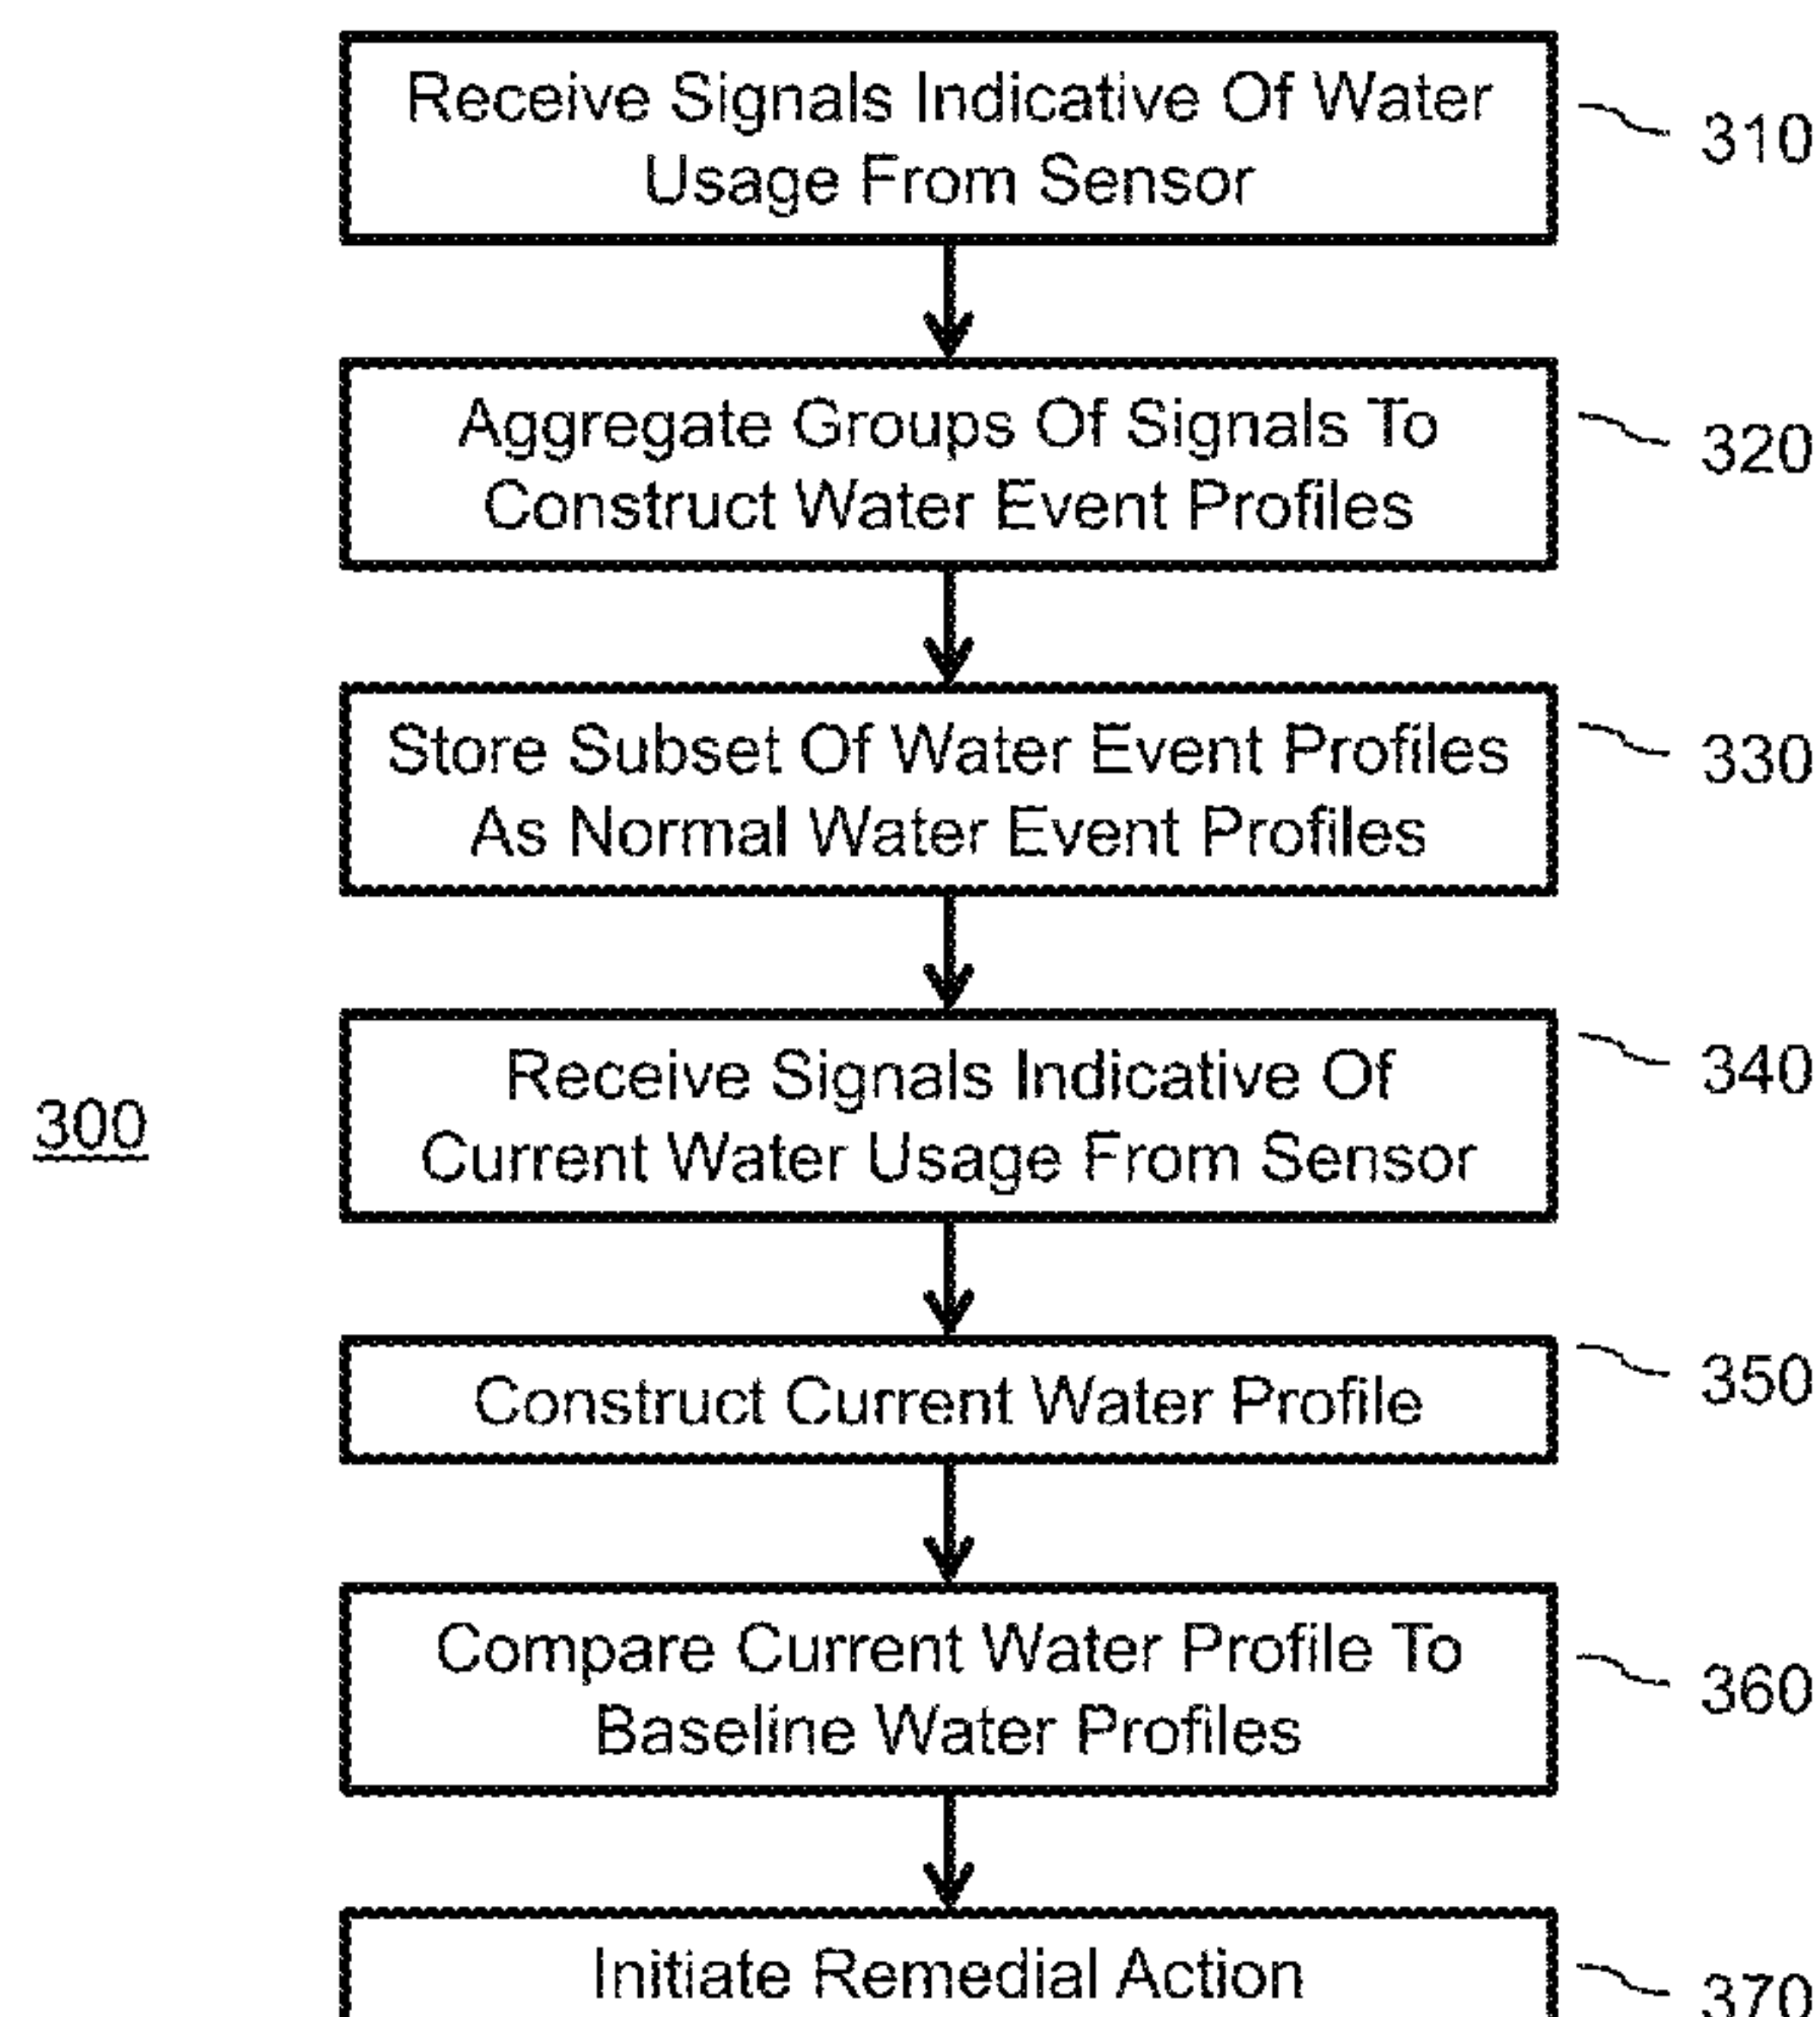 Receive Signals Indicative Of Water
Usage From Sensor
310
Aggregate Groups Of Signals To
Construct Water Event Profiles
320
Store Subset Of Water Event Profiles
As Normal Water Event Profiles
330
Receive Signals Indicative Of
Current Water Usage From Sensor
340
300
Construct Current Water Profile
350
Compare Current Water Profile To
Baseline Water Profiles
360
Initiate Remedial Action
370